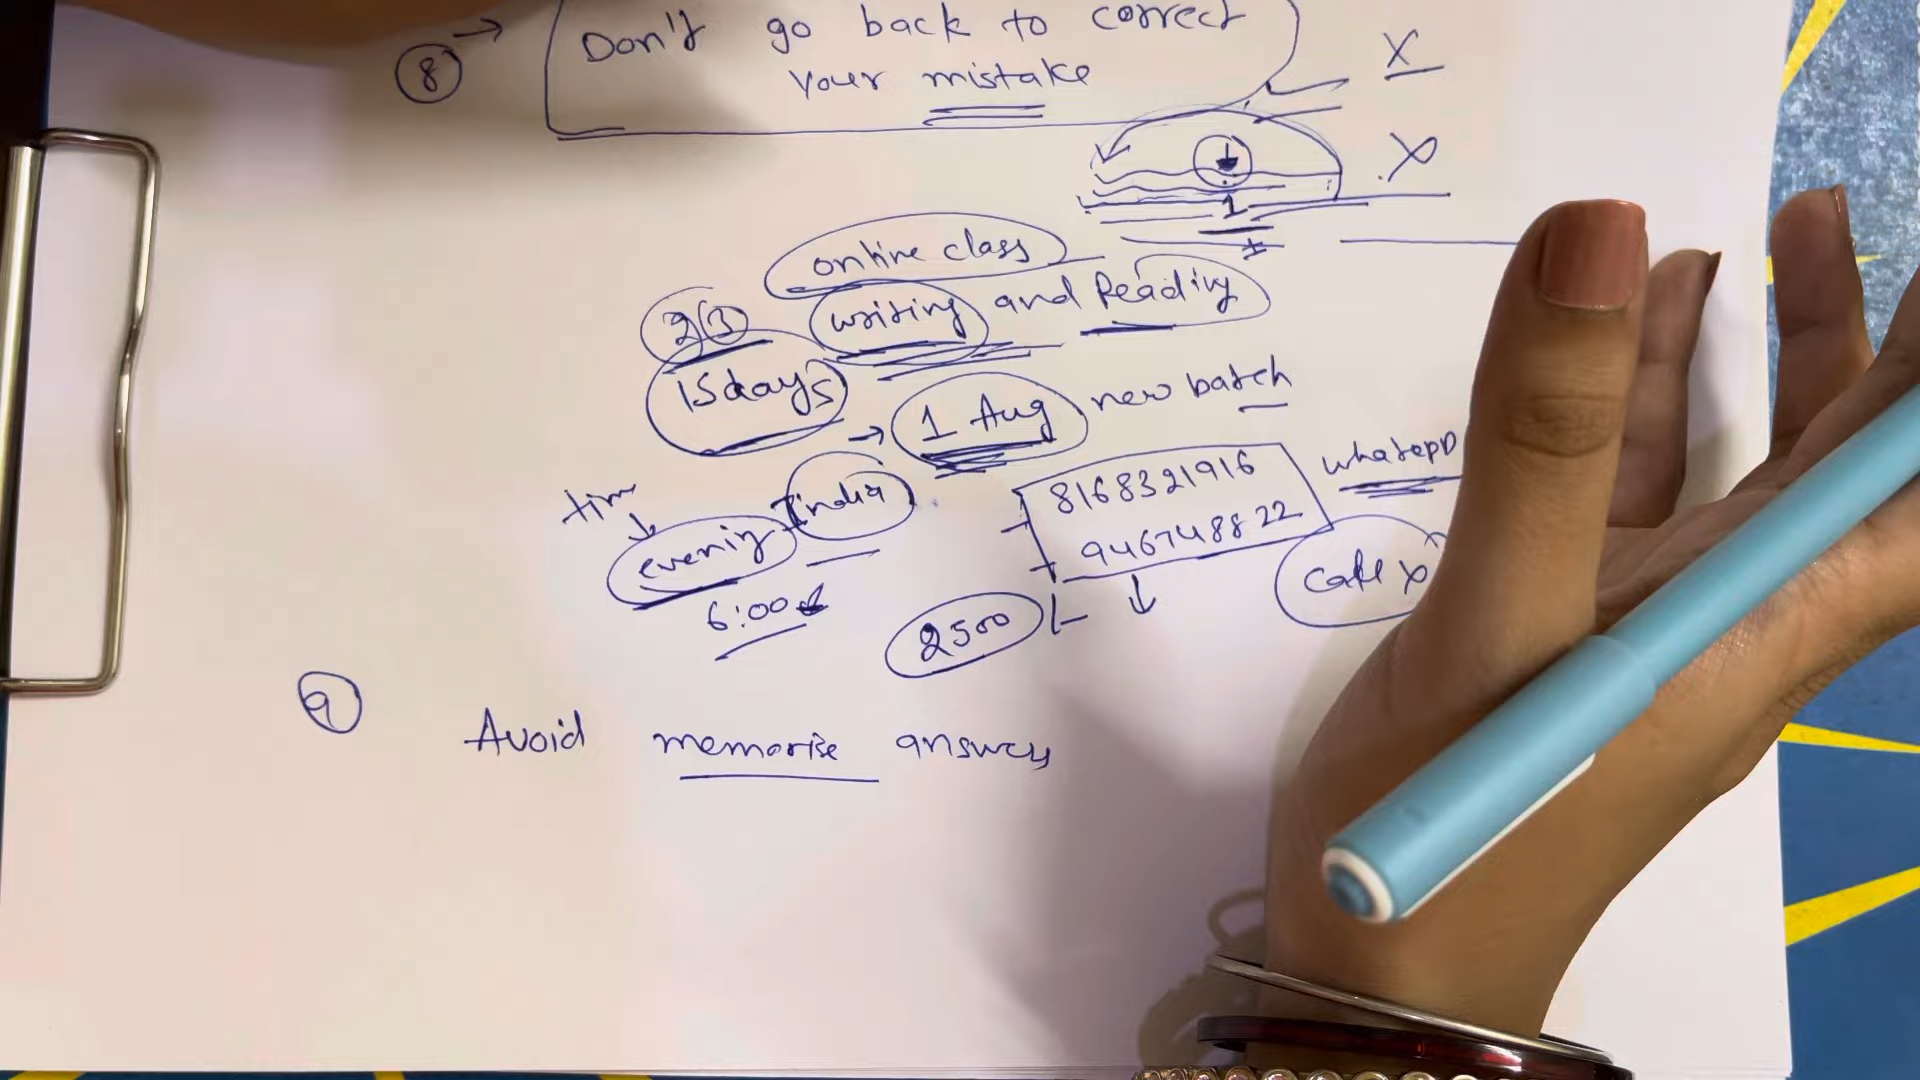 8 → Don't go back to correct
your mistake
X
X
1
online class
2 3 writing and Reading
15 days
→ 1 Aug new batch
time
evening India
6:00
8168321916 whatsapp
9467488822
Call x
2500 /-
9 Avoid memorise answers